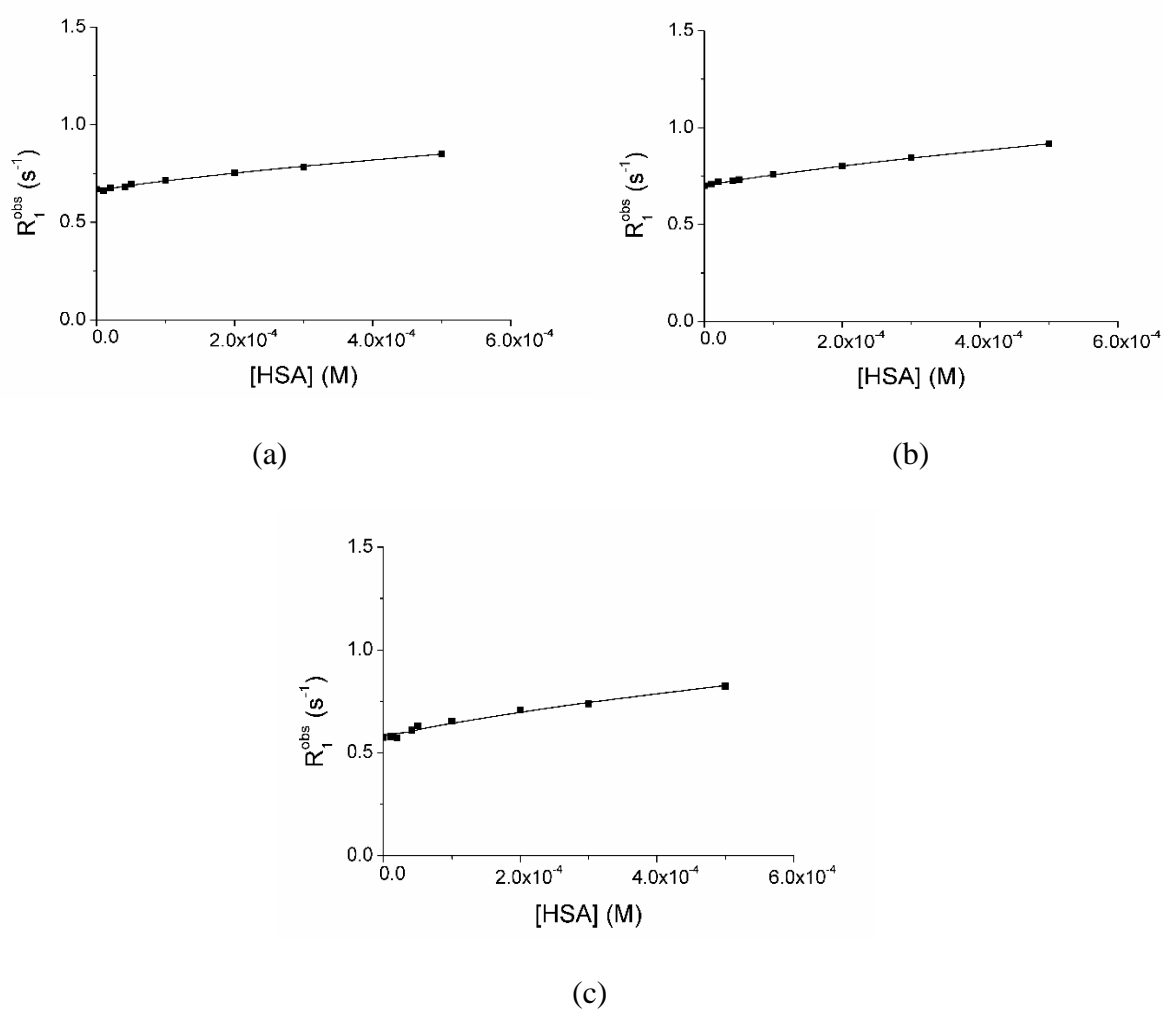 1.5
1.0
0.5
0.0
R₁ᵒᵇˢ (s⁻¹)
0.0 2.0x10⁻⁴ 4.0x10⁻⁴ 6.0x10⁻⁴
[HSA] (M)
(a)
1.5
1.0
0.5
0.0
R₁ᵒᵇˢ (s⁻¹)
0.0 2.0x10⁻⁴ 4.0x10⁻⁴ 6.0x10⁻⁴
[HSA] (M)
(b)
1.5
1.0
0.5
0.0
R₁ᵒᵇˢ (s⁻¹)
0.0 2.0x10⁻⁴ 4.0x10⁻⁴ 6.0x10⁻⁴
[HSA] (M)
(c)